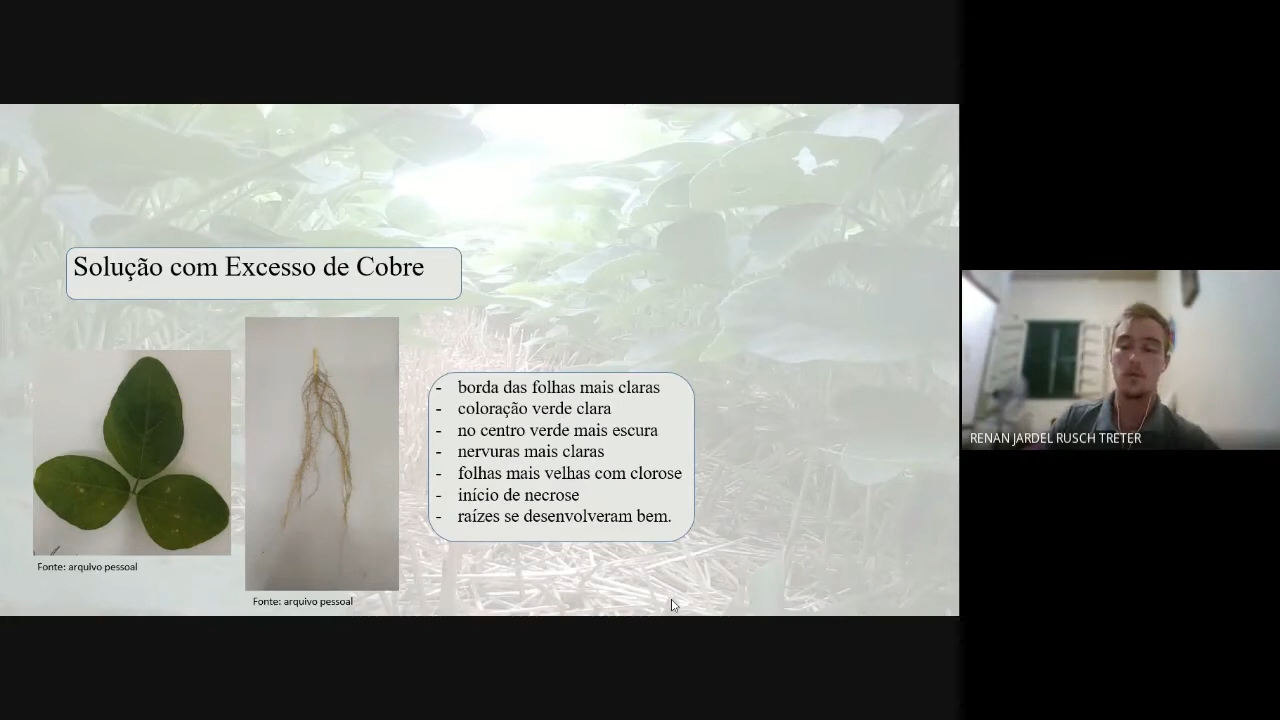 Solução com Excesso de Cobre
- borda das folhas mais claras
- coloração verde clara
- no centro verde mais escura
- nervuras mais claras
- folhas mais velhas com clorose
- início de necrose
- raízes se desenvolveram bem.
Fonte: arquivo pessoal
Fonte: arquivo pessoal
RENAN JARDEL RUSCH TRETER